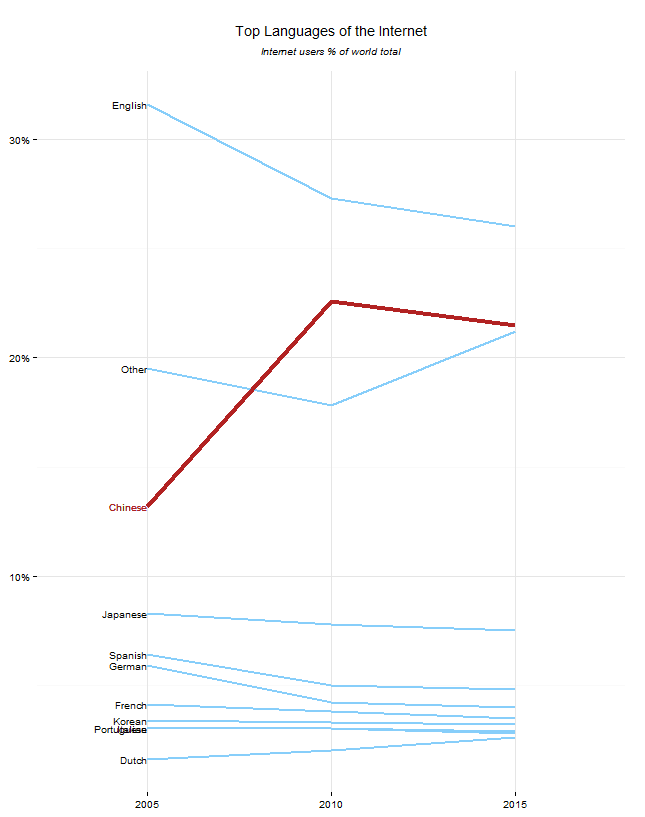 Top Languages of the Internet
Internet users % of world total
English
30%
20%
Other
Chinese
10%
Japanese
Spanish
German
French
Korean
Portuguese
Dutch
2005 2010 2015